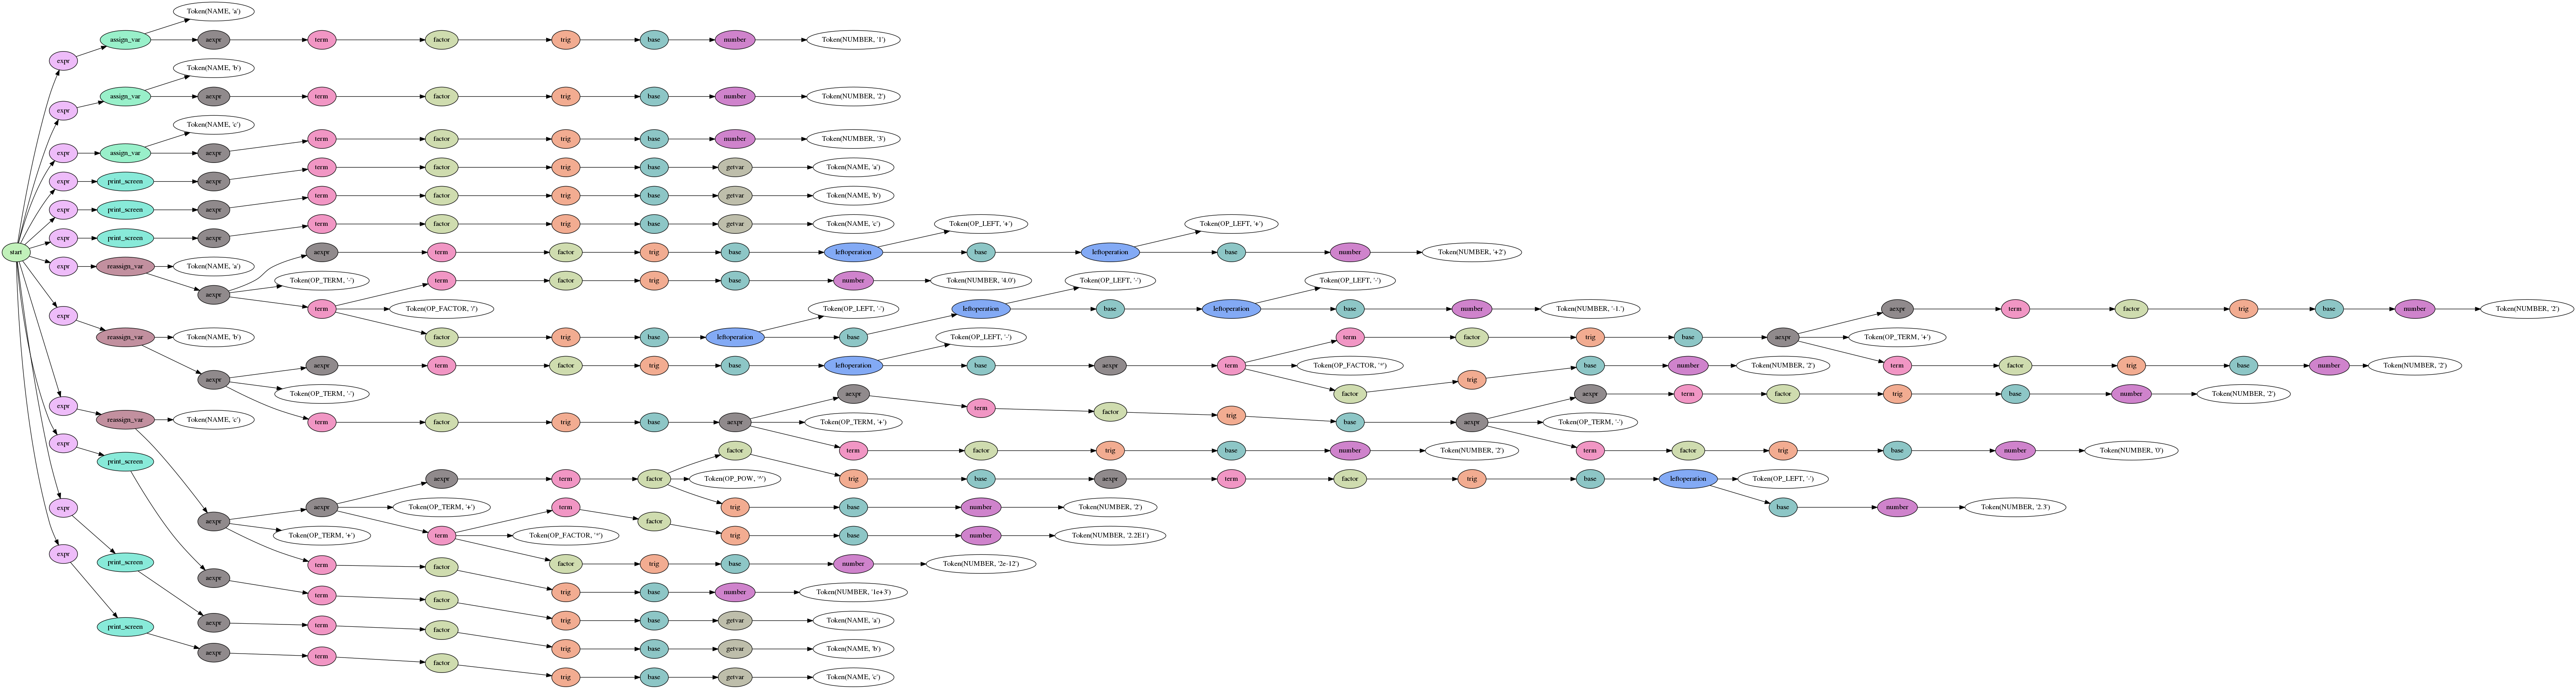 Token(NAME, 'a')
expr assign_var aexpr term factor trig base number Token(NUMBER, '1')
Token(NAME, 'b')
expr assign_var aexpr term factor trig base number Token(NUMBER, '2')
Token(NAME, 'c')
term factor trig base number Token(NUMBER, '3')
expr assign_var aexpr
term factor trig base getvar Token(NAME, 'a')
expr print_screen aexpr
term factor trig base getvar Token(NAME, 'b')
expr print_screen aexpr
term factor trig base getvar Token(NAME, 'c') Token(OP_LEFT, '+') Token(OP_LEFT, '+')
expr print_screen aexpr
start aexpr term factor trig base leftoperation base leftoperation base number Token(NUMBER, '+2')
expr reassign_var Token(NAME, 'a')
Token(OP_TERM, '-') term factor trig base number Token(NUMBER, '4.0') Token(OP_LEFT, '-') Token(OP_LEFT, '-')
aexpr
term Token(OP_FACTOR, '/') Token(OP_LEFT, '-') leftoperation base leftoperation base number Token(NUMBER, '-1.') aexpr term factor trig base number Token(NUMBER, '2')
expr
reassign_var Token(NAME, 'b') factor trig base leftoperation base Token(OP_LEFT, '-') term factor trig base aexpr Token(OP_TERM, '+')
aexpr term factor trig base leftoperation base aexpr term Token(OP_FACTOR, '*') base number Token(NUMBER, '2') term factor trig base number Token(NUMBER, '2')
aexpr trig
Token(OP_TERM, '-') aexpr factor aexpr term factor trig base number Token(NUMBER, '2')
expr term factor trig
reassign_var Token(NAME, 'c') term factor trig base aexpr Token(OP_TERM, '+') base aexpr Token(OP_TERM, '-')
expr
factor term factor trig base number Token(NUMBER, '2') term factor trig base number Token(NUMBER, '0')
print_screen
aexpr term factor Token(OP_POW, '^') trig base aexpr term factor trig base leftoperation Token(OP_LEFT, '-')
expr aexpr Token(OP_TERM, '+') term trig base number Token(NUMBER, '2') base number Token(NUMBER, '2.3')
aexpr factor
Token(OP_TERM, '+') term Token(OP_FACTOR, '*') trig base number Token(NUMBER, '2.2E1')
expr
print_screen term factor factor trig base number Token(NUMBER, '2e-12')
aexpr
term factor trig base number Token(NUMBER, '1e+3')
print_screen aexpr term factor trig base getvar Token(NAME, 'a')
aexpr term factor trig base getvar Token(NAME, 'b')
factor trig base getvar Token(NAME, 'c')